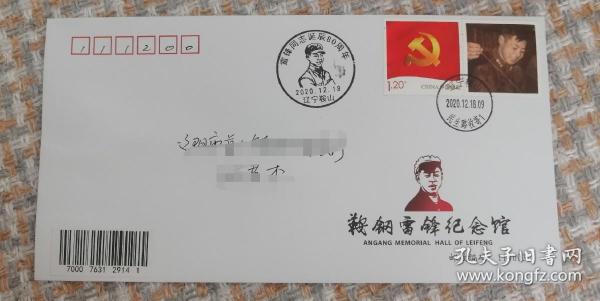 111200
雷锋同志诞辰80周年
2020.12.18
辽宁鞍山
1.20元
CHINA
2020.12.18.09
鞍钢雷锋纪念馆
ANGANG MEMORIAL HALL OF LEIFENG
7000 7631 2914 1
孔夫子旧书网
kongfz.com